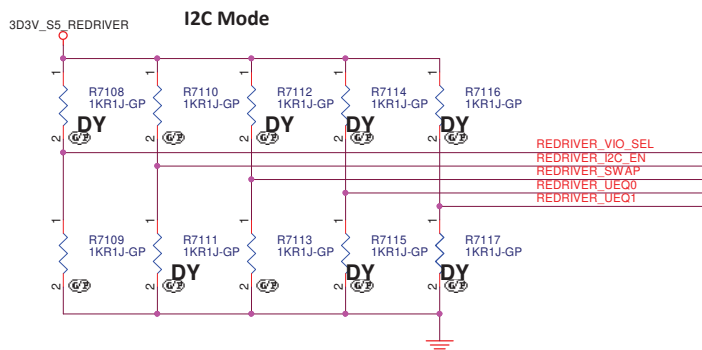 I2C Mode
3D3V_S5_REDRIVER
1 1 1 1 1
R7108 R7110 R7112 R7114 R7116
1KR1J-GP 1KR1J-GP 1KR1J-GP 1KR1J-GP 1KR1J-GP
DY DY DY DY
2 2 2 2 2
REDRIVER_VIO_SEL
REDRIVER_I2C_EN
REDRIVER_SWAP
REDRIVER_UEQ0
REDRIVER_UEQ1
1 1 1 1 1
R7109 R7111 R7113 R7115 R7117
1KR1J-GP 1KR1J-GP 1KR1J-GP 1KR1J-GP 1KR1J-GP
DY DY DY
2 2 2 2 2